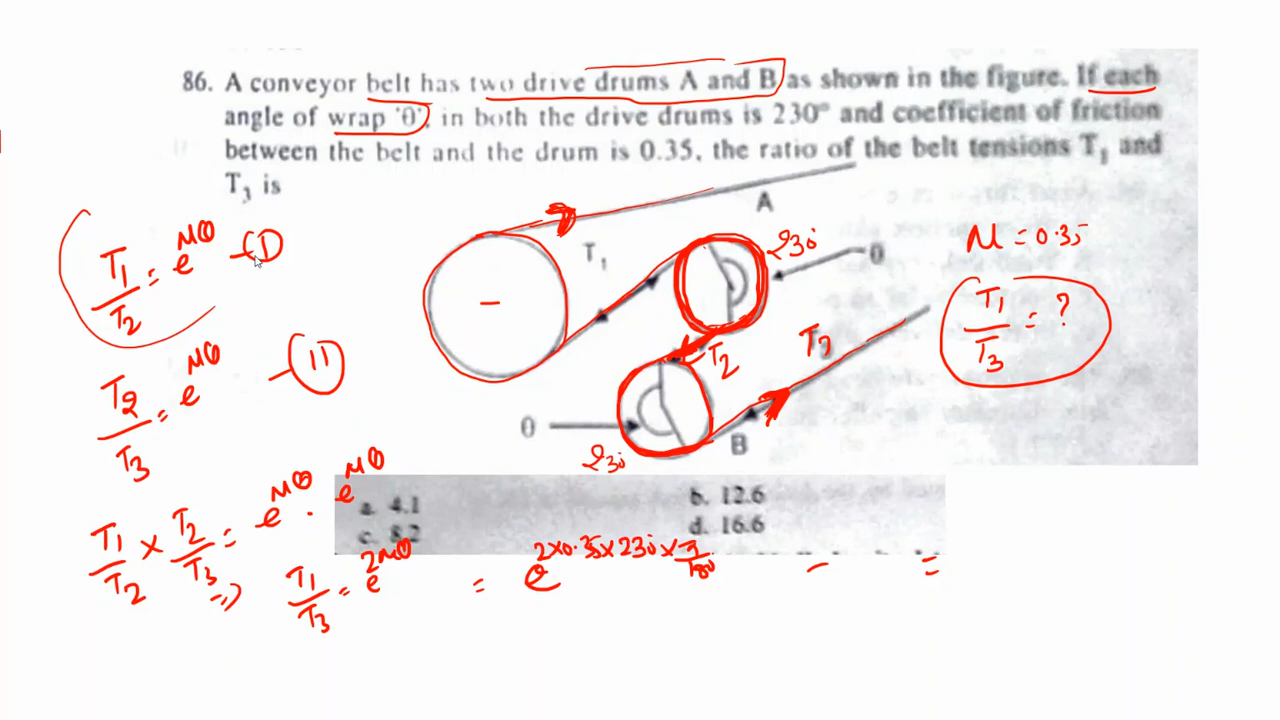 86. A conveyor belt has two drive drums A and B as shown in the figure. If each
angle of wrap 'θ', in both the drive drums is 230° and coefficient of friction
between the belt and the drum is 0.35, the ratio of the belt tensions T₁ and
T₃ is
A
T₁
230
θ
μ = 0.35
T₁/T₂ = e^μθ —(I)
T₁/T₃ = ?
T₂
T₃
T₂/T₃ = e^μθ —(11)
θ
B
230
a. 4.1
b. 12.6
c. 8.2
d. 16.6
T₁/T₂ × T₂/T₃ = e^μθ · e^μθ
=> T₁/T₃ = e^2μθ = e^2×0.35×230×π/180 – =